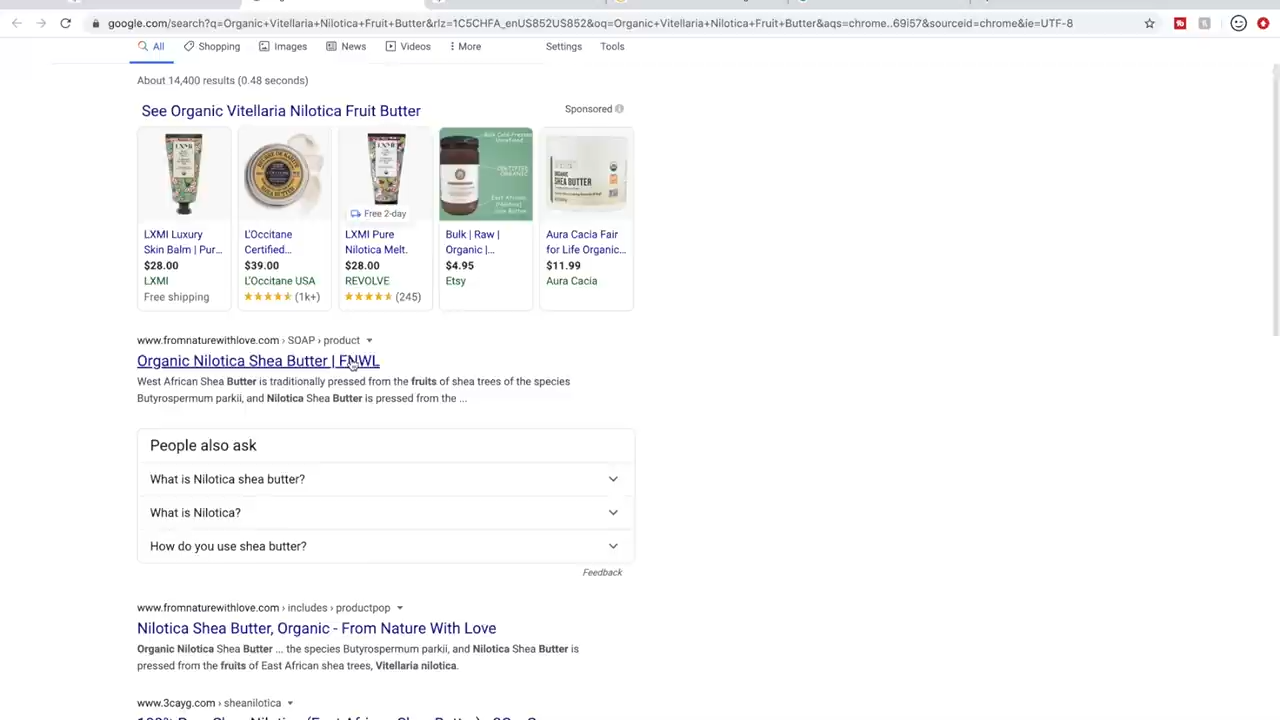 google.com/search?q=Organic+Vitellaria+Nilotica+Fruit+Butter&rlz=1C5CHFA_enUS852US852&oq=Organic+Vitellaria+Nilotica+Fruit+Butter&aqs=chrome..69i57&sourceid=chrome&ie=UTF-8
All Shopping Images News Videos More Settings Tools
About 14,400 results (0.48 seconds)
See Organic Vitellaria Nilotica Fruit Butter Sponsored
Free 2-day
LXMI Luxury
Skin Balm | Pur...
$28.00
LXMI
Free shipping
L'Occitane
Certified...
$39.00
L'Occitane USA
(1k+)
LXMI Pure
Nilotica Melt.
$28.00
REVOLVE
(245)
CERTIFIED
ORGANIC
Bulk | Raw |
Organic |...
$4.95
Etsy
ORGANIC
SHEA BUTTER
Aura Cacia Fair
for Life Organic...
$11.99
Aura Cacia
www.fromnaturewithlove.com › SOAP › product
Organic Nilotica Shea Butter | FNWL
West African Shea Butter is traditionally pressed from the fruits of shea trees of the species
Butyrospermum parkii, and Nilotica Shea Butter is pressed from the ...
People also ask
What is Nilotica shea butter?
What is Nilotica?
How do you use shea butter?
Feedback
www.fromnaturewithlove.com › includes › productpop
Nilotica Shea Butter, Organic - From Nature With Love
Organic Nilotica Shea Butter ... the species Butyrospermum parkii, and Nilotica Shea Butter is
pressed from the fruits of East African shea trees, Vitellaria nilotica.
www.3cayg.com › sheanilotica